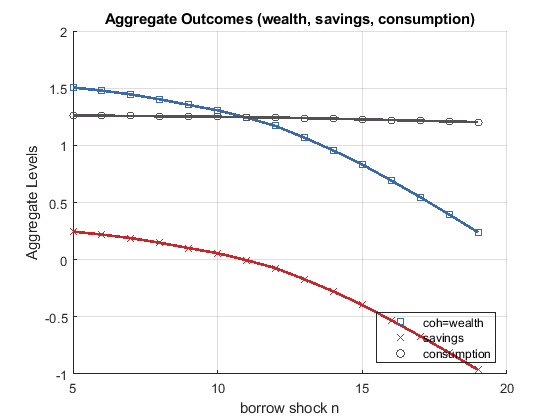 Aggregate Outcomes (wealth, savings, consumption)
2
1.5
1
0.5
0
-0.5
-1
Aggregate Levels
coh=wealth
savings
consumption
5
10
15
20
borrow shock n